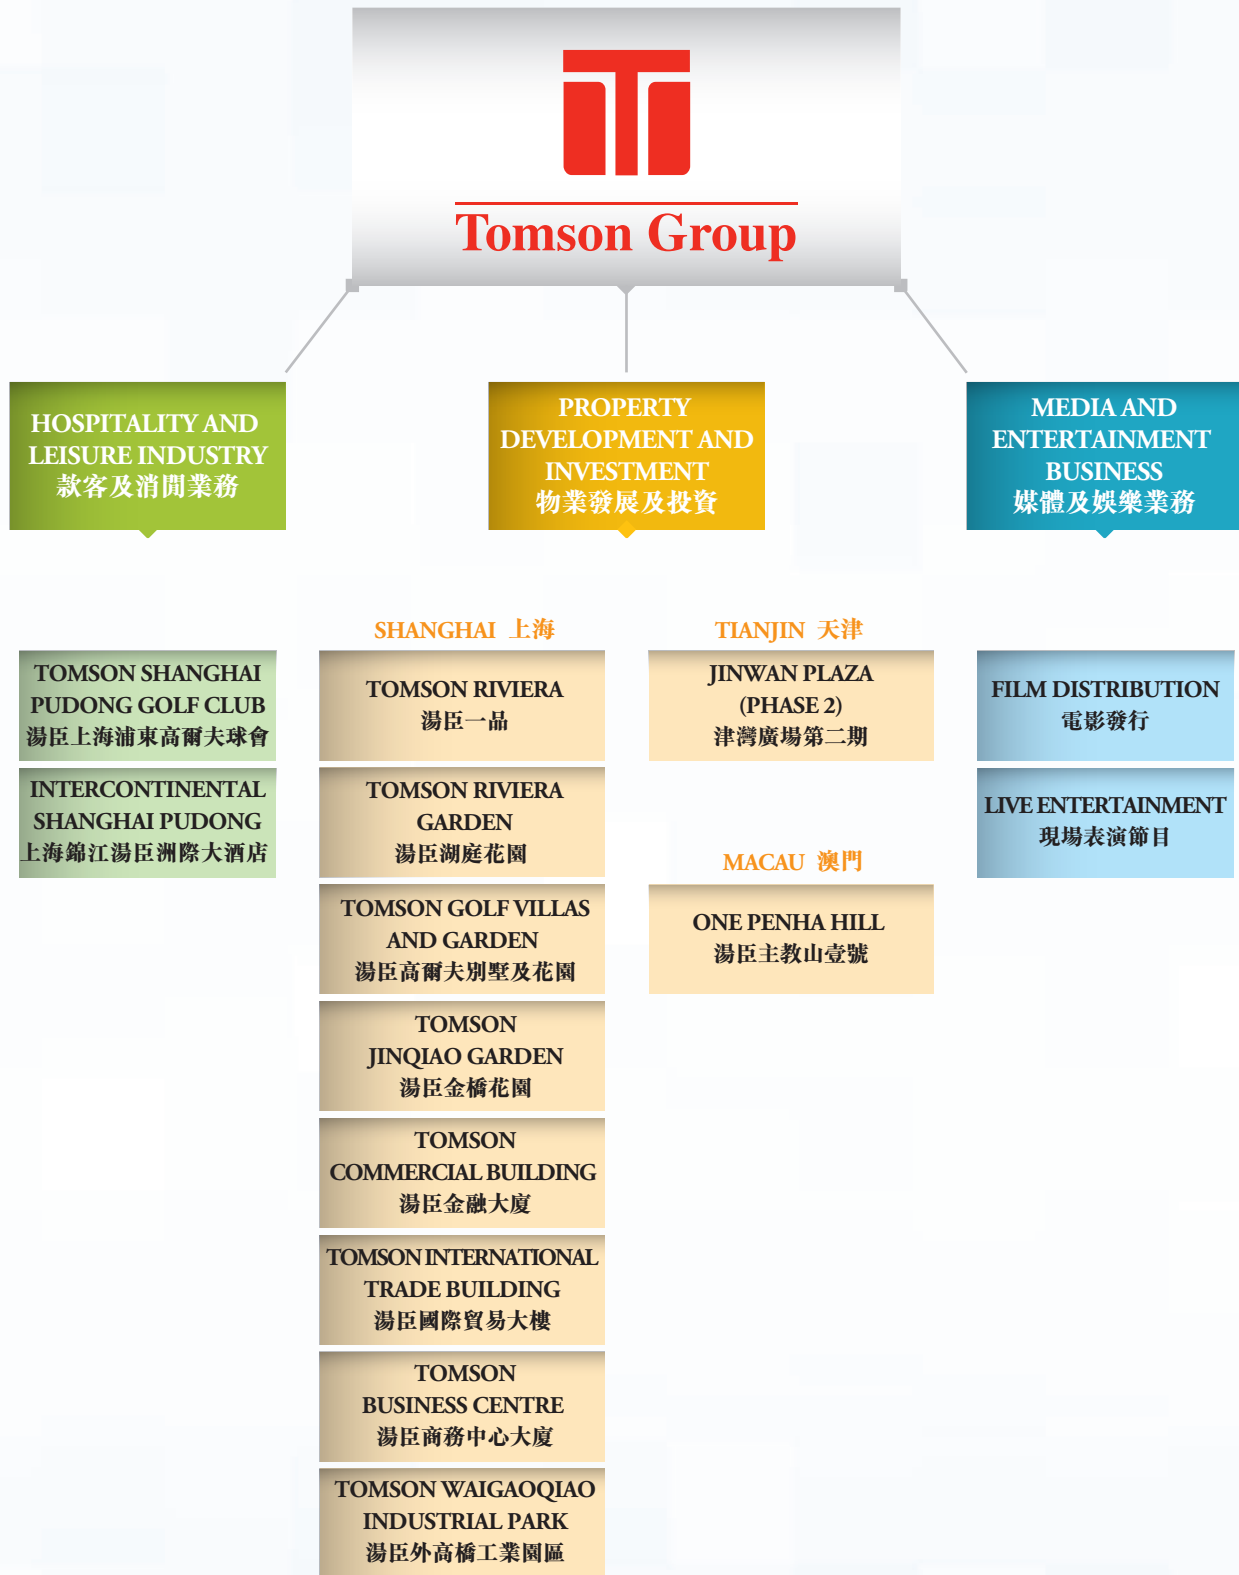 Tomson Group
HOSPITALITY AND
LEISURE INDUSTRY
款客及消閒業務
PROPERTY
DEVELOPMENT AND
INVESTMENT
物業發展及投資
MEDIA AND
ENTERTAINMENT
BUSINESS
媒體及娛樂業務
TOMSON SHANGHAI
PUDONG GOLF CLUB
湯臣上海浦東高爾夫球會
INTERCONTINENTAL
SHANGHAI PUDONG
上海錦江湯臣洲際大酒店
SHANGHAI 上海
TOMSON RIVIERA
湯臣一品
TOMSON RIVIERA
GARDEN
湯臣湖庭花園
TOMSON GOLF VILLAS
AND GARDEN
湯臣高爾夫別墅及花園
TOMSON
JINQIAO GARDEN
湯臣金橋花園
TOMSON
COMMERCIAL BUILDING
湯臣金融大廈
TOMSON INTERNATIONAL
TRADE BUILDING
湯臣國際貿易大樓
TOMSON
BUSINESS CENTRE
湯臣商務中心大廈
TOMSON WAIGAOQIAO
INDUSTRIAL PARK
湯臣外高橋工業園區
TIANJIN 天津
JINWAN PLAZA
(PHASE 2)
津灣廣場第二期
MACAU 澳門
ONE PENHA HILL
湯臣主教山壹號
FILM DISTRIBUTION
電影發行
LIVE ENTERTAINMENT
現場表演節目